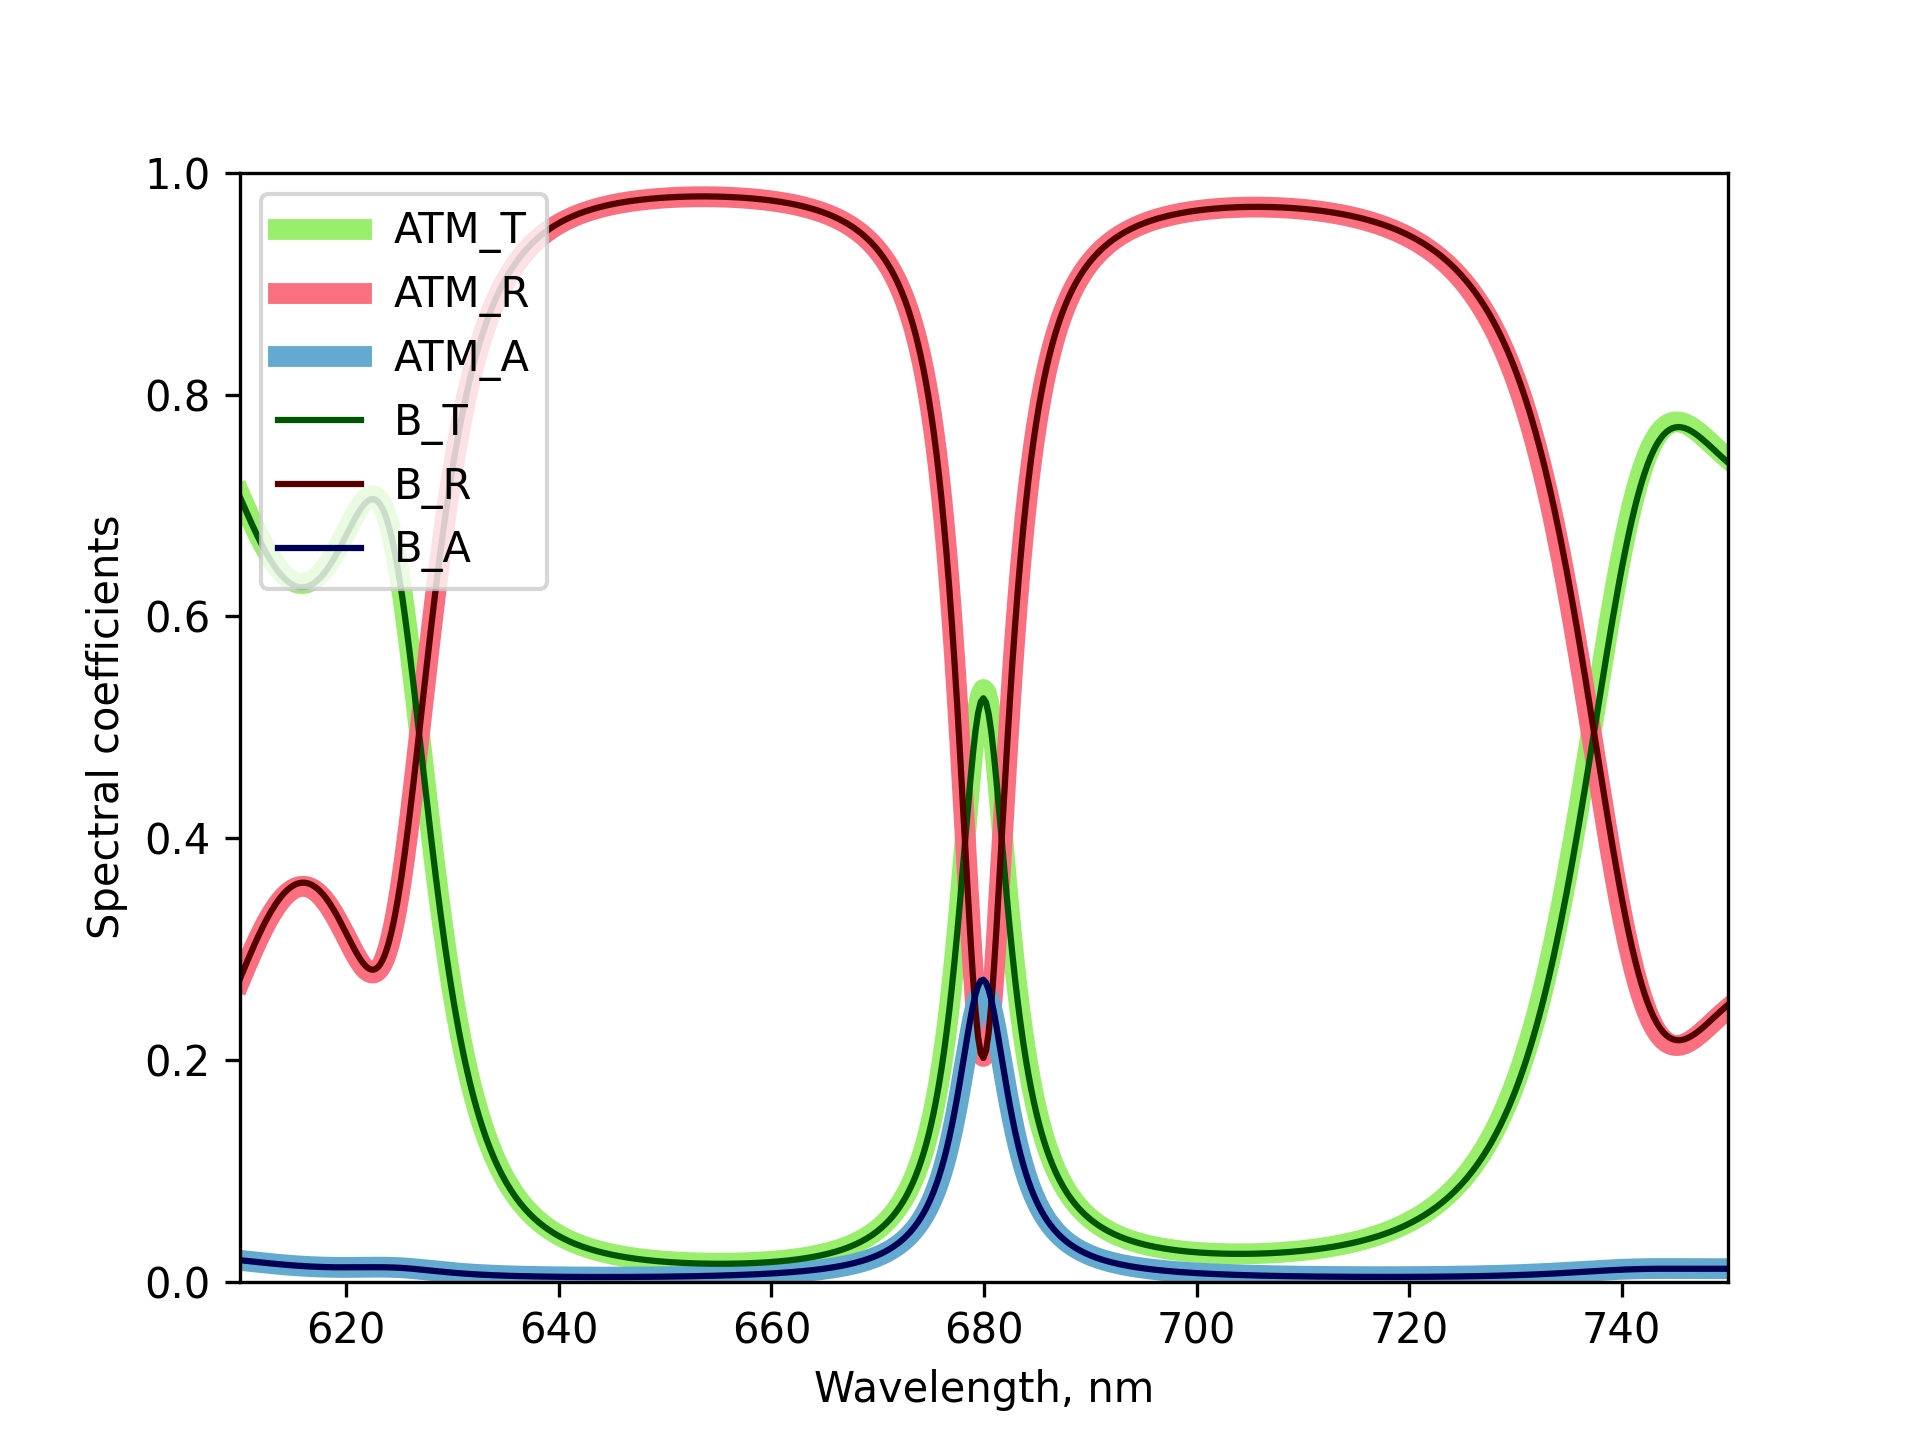 1.0
0.8
0.6
0.4
0.2
0.0
Spectral coefficients
ATM_T
ATM_R
ATM_A
B_T
B_R
B_A
620 640 660 680 700 720 740
Wavelength, nm